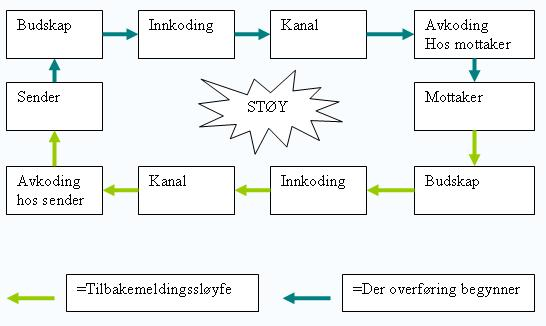 Budskap
Innkoding
Kanal
Avkoding
Hos mottaker
Sender
STØY
Mottaker
Avkoding
hos sender
Kanal
Innkoding
Budskap
=Tilbakemeldingssløyfe
=Der overføring begynner